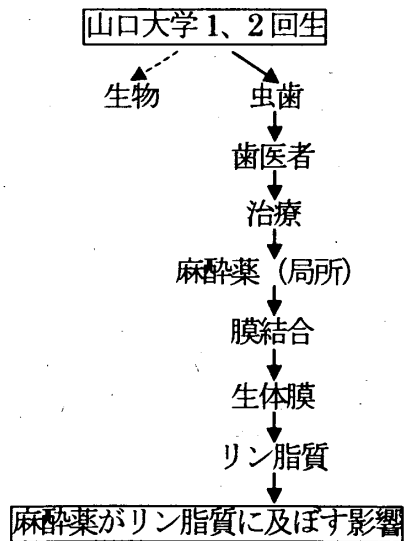 山口大学1、2回生
生物
虫歯
歯医者
治療
麻酔薬(局所)
膜結合
生体膜
リン脂質
麻酔薬がリン脂質に及ぼす影響